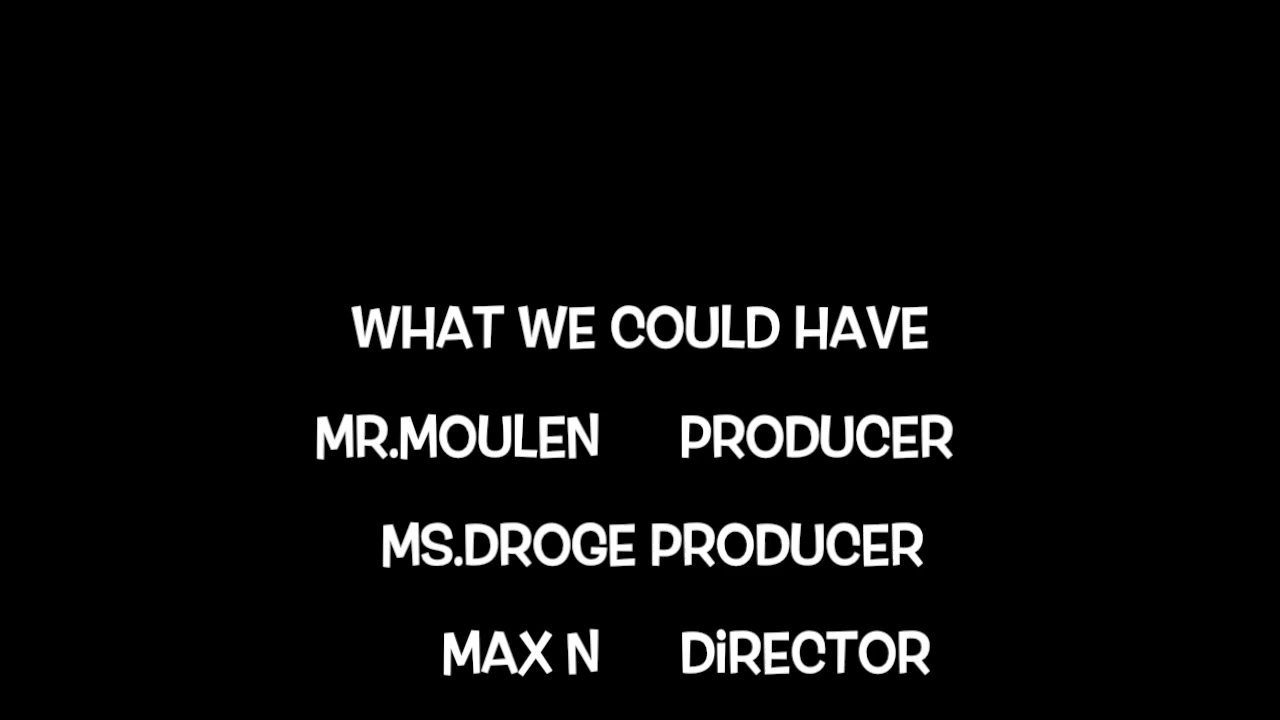 WHAT WE COULD HAVE
MR.MOULEN PRODUCER
MS.DROGE PRODUCER
MAX N DiRECTOR